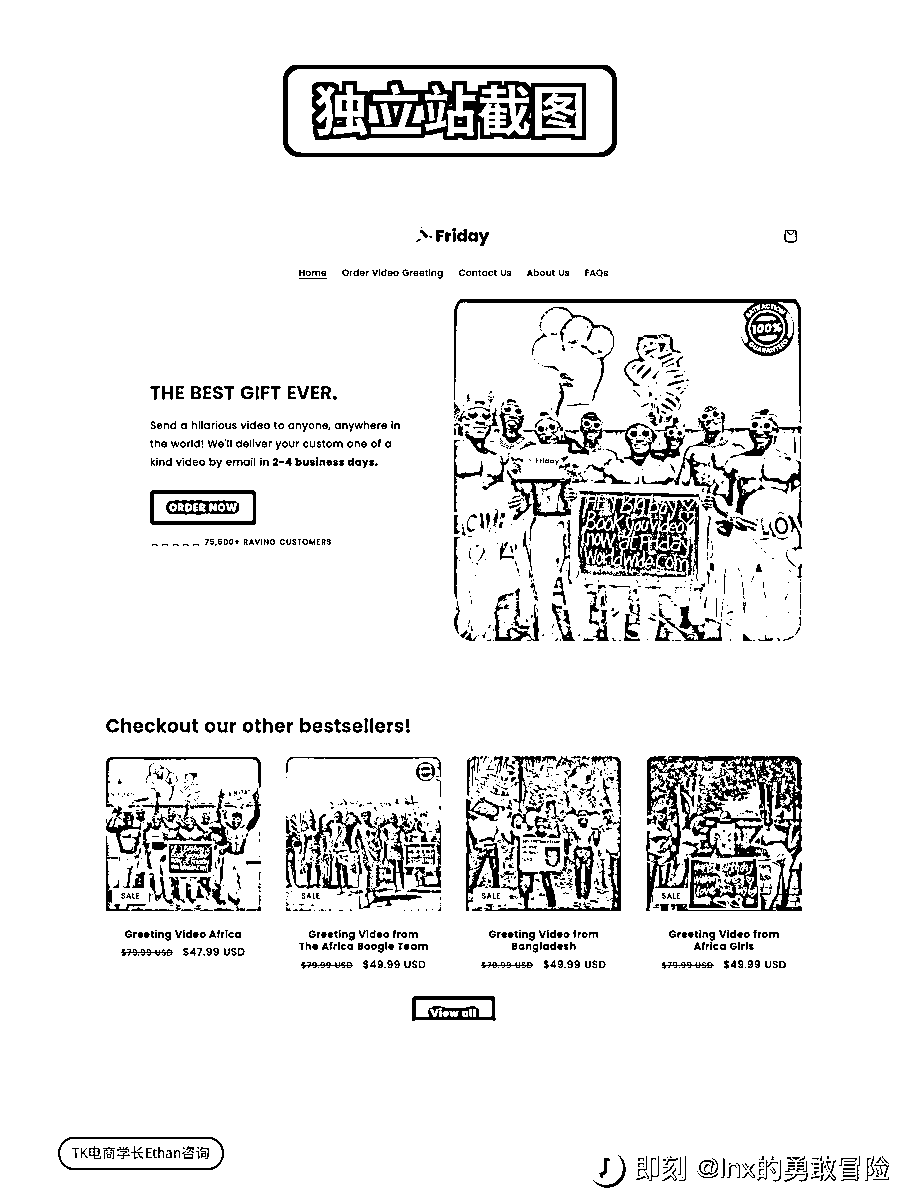 独立站截图
Friday
Home Order Video Greeting Contact Us About Us FAQs
SATISFACTION
100%
GUARANTEED
THE BEST GIFT EVER.
Send a hilarious video to anyone, anywhere in
the world! We'll deliver your custom one of a
kind video by email in 2-4 business days.
ORDER NOW
75,500+ RAVING CUSTOMERS
Friday
Book you video
now at Friday
worldwide.com
Checkout our other bestsellers!
SALE
SALE
SALE
SALE
Greeting Video Africa
$79.99 USD $47.99 USD
Greeting Video from
The Africa Boogie Team
$79.99 USD $49.99 USD
Greeting Video from
Bangladesh
$79.99 USD $49.99 USD
Greeting Video from
Africa Girls
$79.99 USD $49.99 USD
View all
TK电商学长Ethan咨询
即刻 @lnx的勇敢冒险